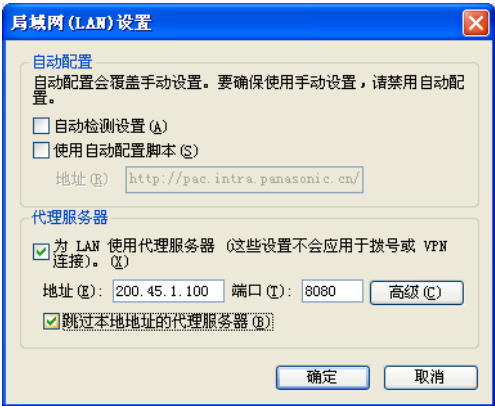 局域网(LAN)设置
自动配置
自动配置会覆盖手动设置。要确保使用手动设置，请禁用自动配
置。
自动检测设置(A)
使用自动配置脚本(S)
地址(R) http://pac.intra.panasonic.cn/
代理服务器
为 LAN 使用代理服务器 (这些设置不会应用于拨号或 VPN
连接)。(X)
地址(E): 200.45.1.100 端口(T): 8080 高级(C)
跳过本地地址的代理服务器(B)
确定 取消